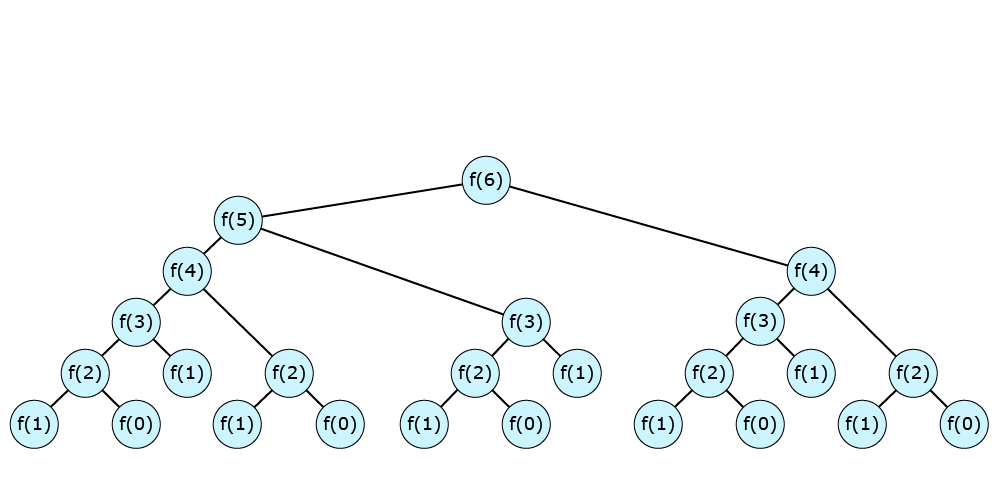 f(6)
f(5)
f(4) f(4)
f(3) f(3) f(3)
f(2) f(1) f(2) f(2) f(1) f(2) f(1) f(2)
f(1) f(0) f(1) f(0) f(1) f(0) f(1) f(0) f(1) f(0)